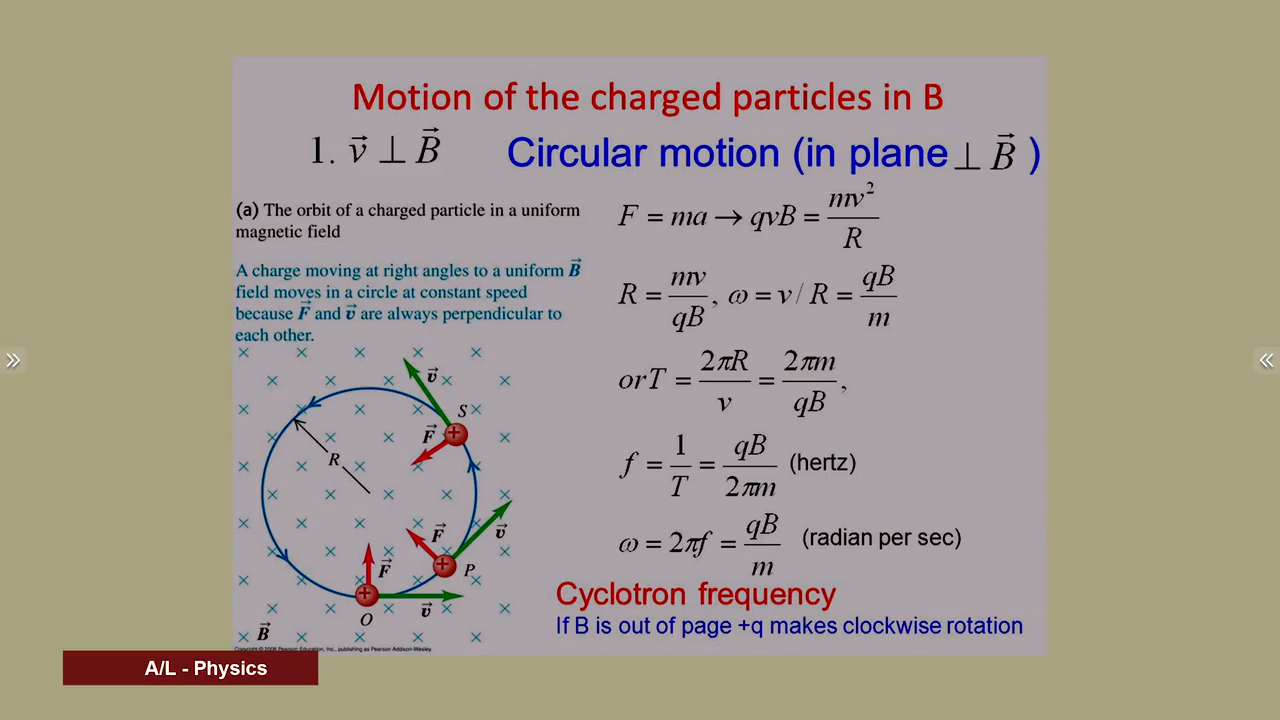 Motion of the charged particles in B
1. v⃗ ⊥ B⃗ Circular motion (in plane ⊥ B⃗ )
(a) The orbit of a charged particle in a uniform
magnetic field
A charge moving at right angles to a uniform B⃗
field moves in a circle at constant speed
because F⃗ and v⃗ are always perpendicular to
each other.
F = ma → qvB = mv²/R
R = mv/qB, ω = v / R = qB/m
orT = 2πR/v = 2πm/qB,
f = 1/T = qB/2πm (hertz)
ω = 2πf = qB/m (radian per sec)
Cyclotron frequency
If B is out of page +q makes clockwise rotation
v⃗
S
F⃗
R
F⃗
v⃗
P
F⃗
v⃗
O
B⃗
Copyright © 2008 Pearson Education, Inc., publishing as Pearson Addison-Wesley.
A/L - Physics